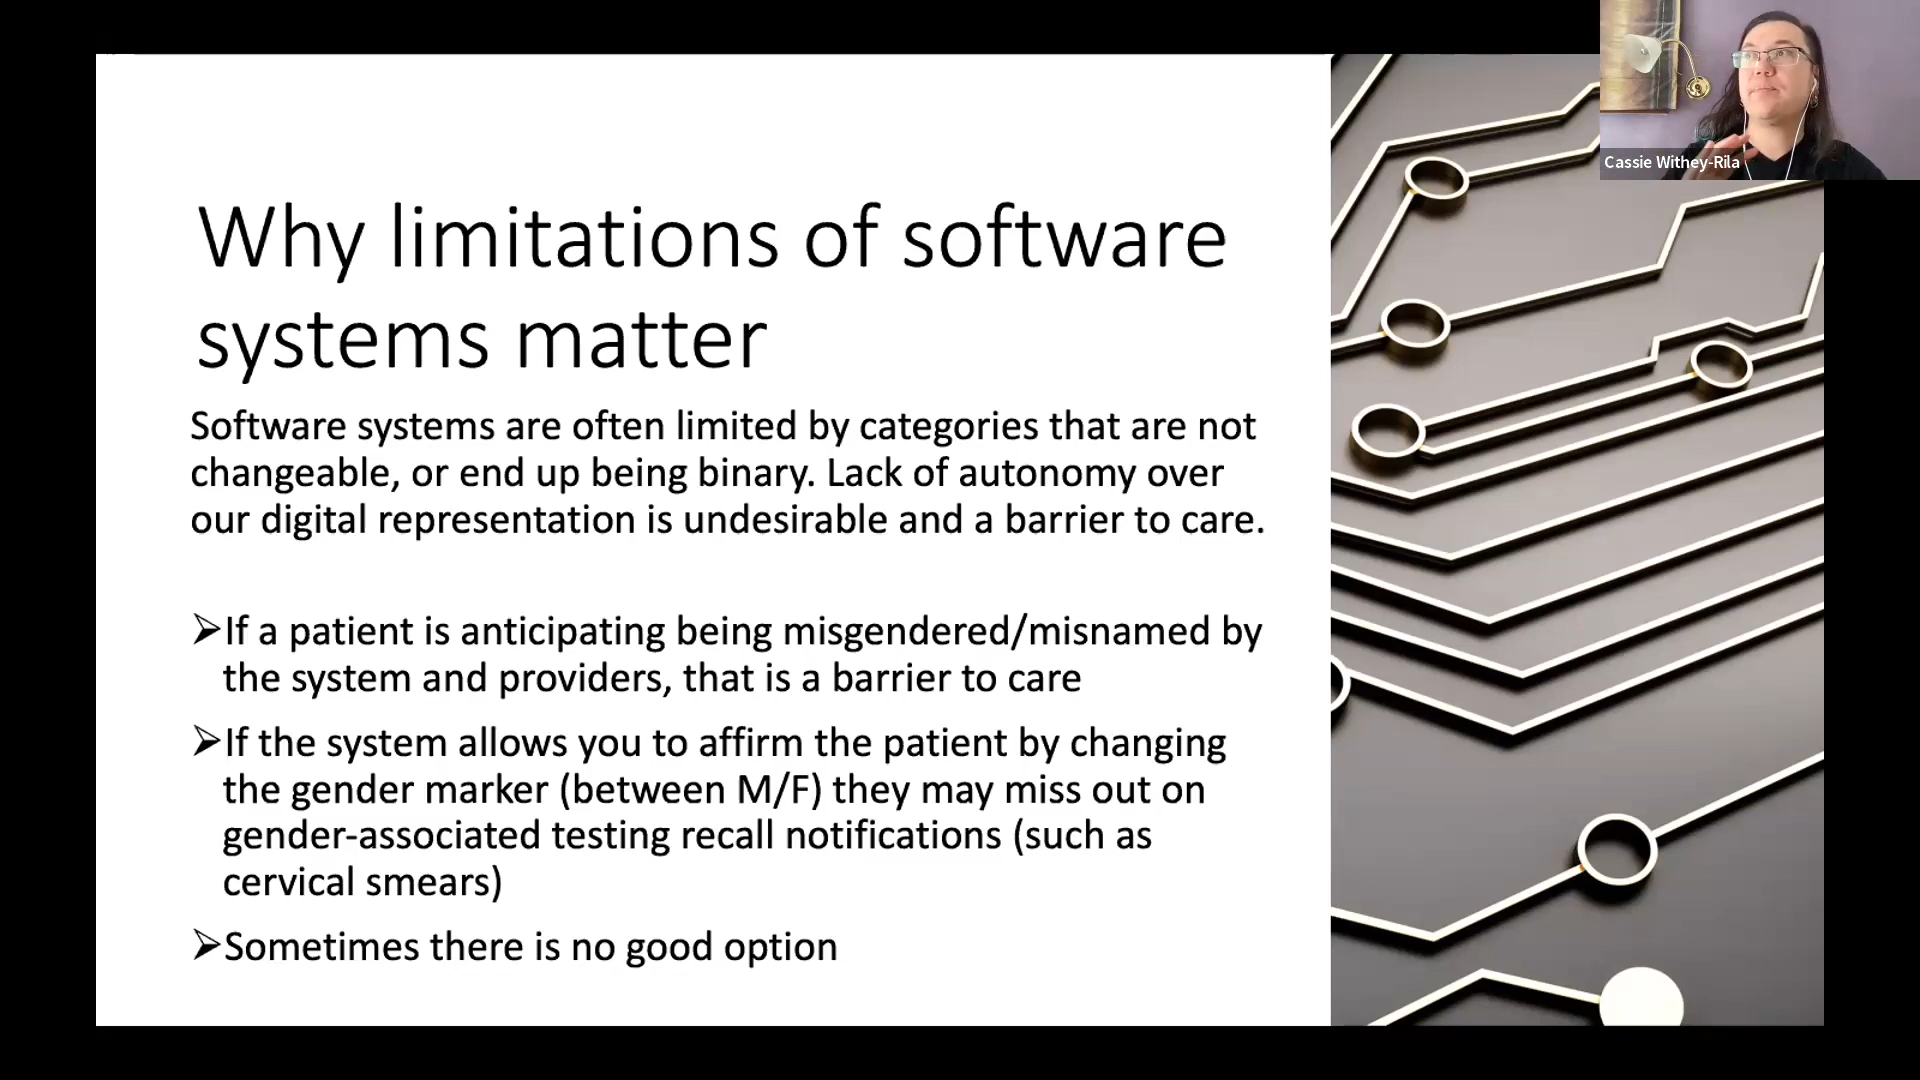 Cassie Withey-Rila
Why limitations of software
systems matter
Software systems are often limited by categories that are not
changeable, or end up being binary. Lack of autonomy over
our digital representation is undesirable and a barrier to care.
➢If a patient is anticipating being misgendered/misnamed by
the system and providers, that is a barrier to care
➢If the system allows you to affirm the patient by changing
the gender marker (between M/F) they may miss out on
gender-associated testing recall notifications (such as
cervical smears)
➢Sometimes there is no good option